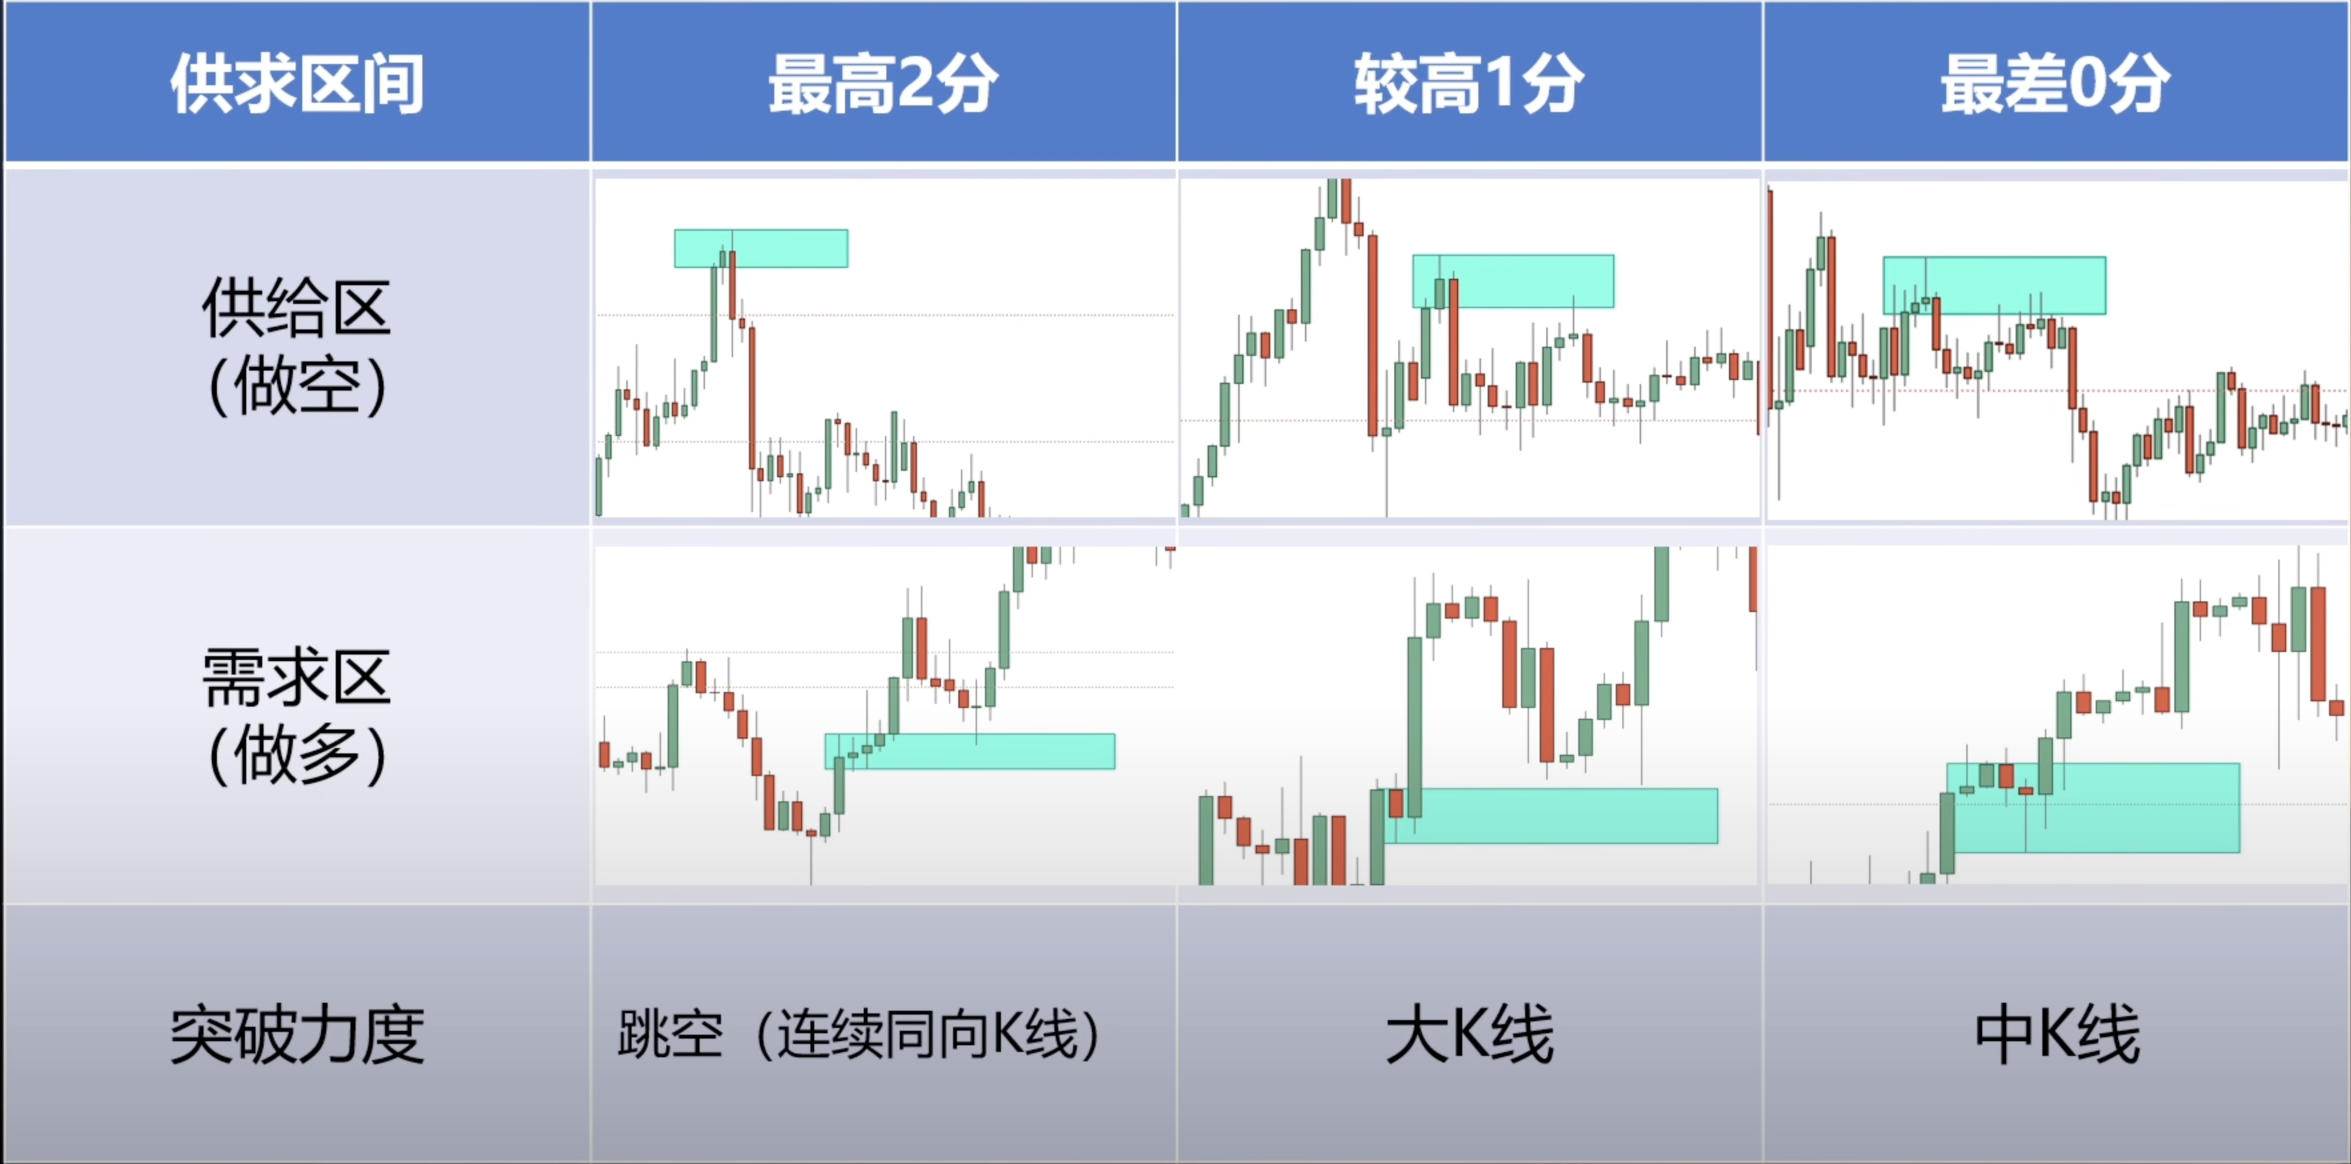 供求区间
最高2分
较高1分
最差0分
供给区
（做空）
需求区
（做多）
突破力度
跳空（连续同向K线）
大K线
中K线